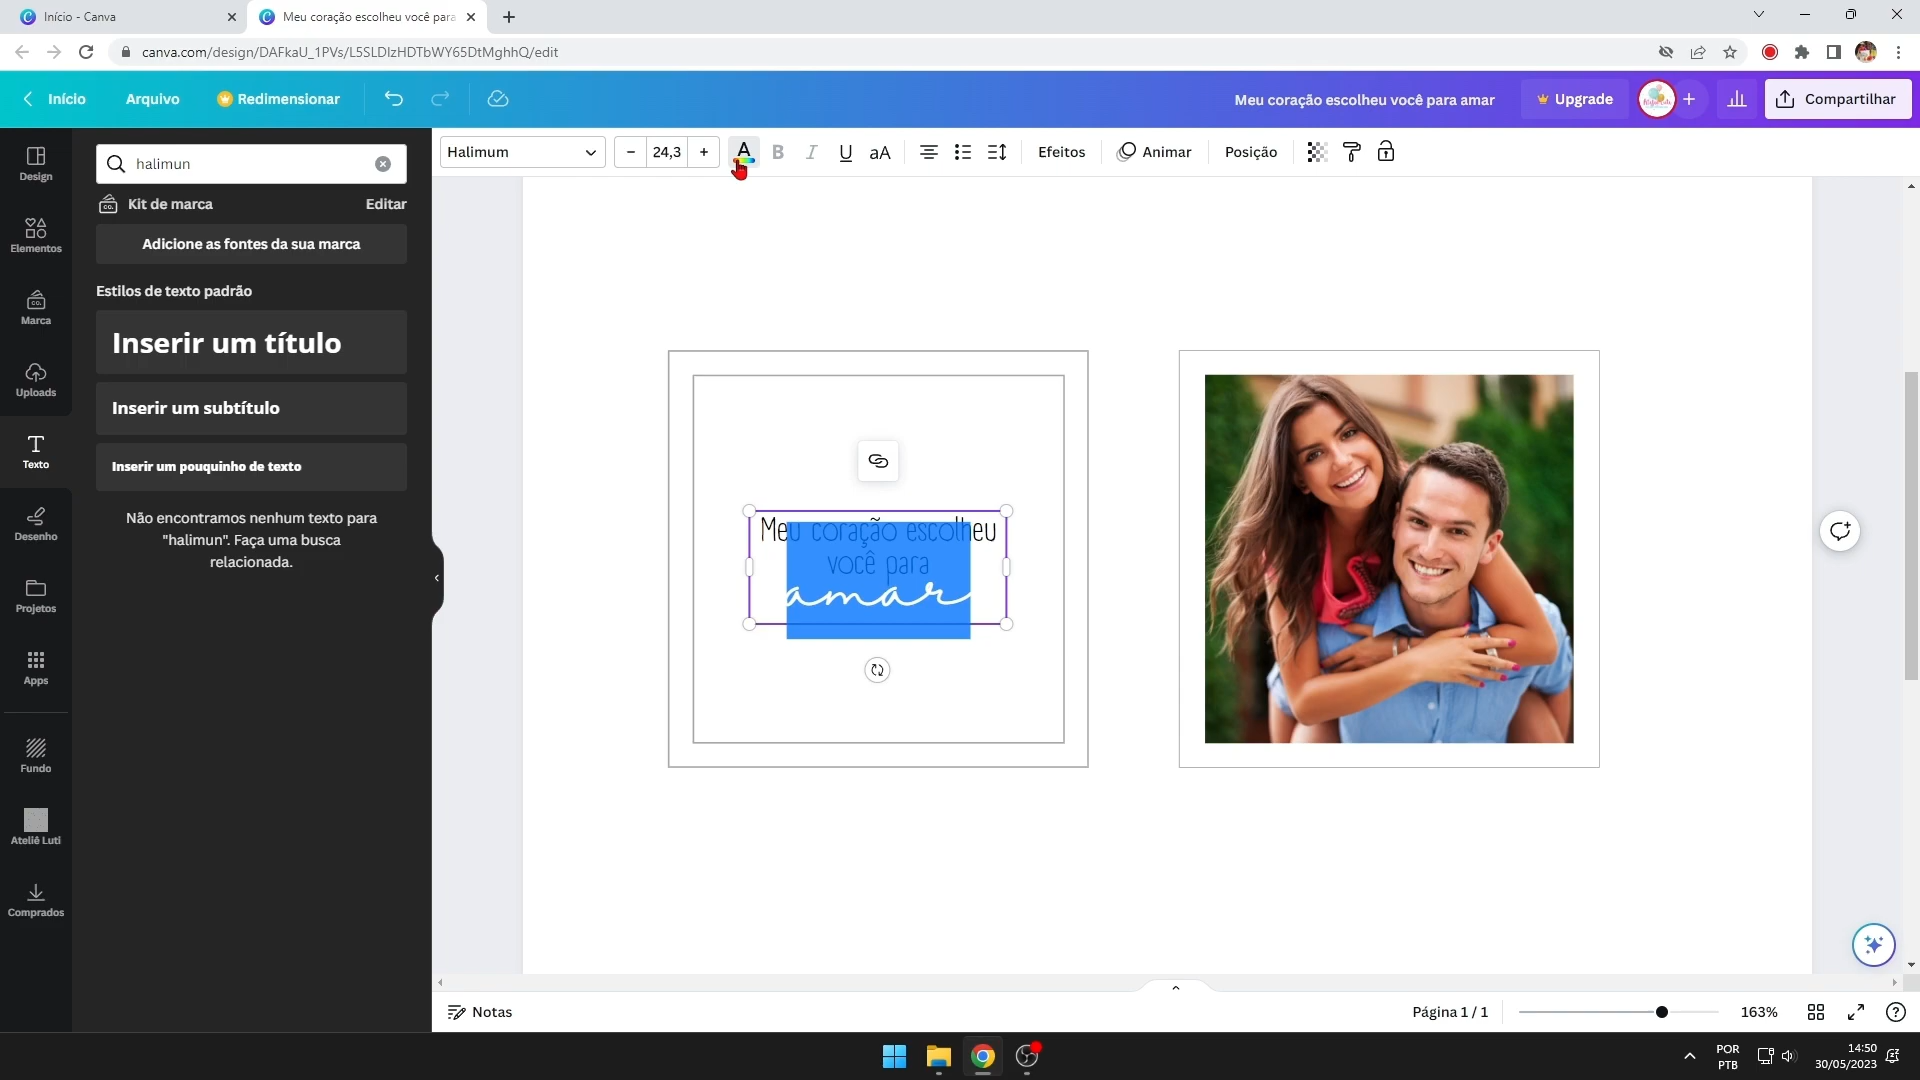 Início - Canva
Meu coração escolheu você para
canva.com/design/DAFkaU_1PVs/L5SLDIzHDTbWY65DtMghhQ/edit
Início
Arquivo
Redimensionar
Meu coração escolheu você para amar
Upgrade
Compartilhar
Halimum
24,3
A
B
I
U
aA
Efeitos
Animar
Posição
Design
Elementos
Marca
Uploads
Texto
Desenho
Projetos
Apps
Fundo
Ateliê Luti
Comprados
halimun
Kit de marca
Editar
Adicione as fontes da sua marca
Estilos de texto padrão
Inserir um título
Inserir um subtítulo
Inserir um pouquinho de texto
Não encontramos nenhum texto para
"halimun". Faça uma busca
relacionada.
Meu coração escolheu
você para
amar
Notas
Página 1 / 1
163%
POR
PTB
14:50
30/05/2023